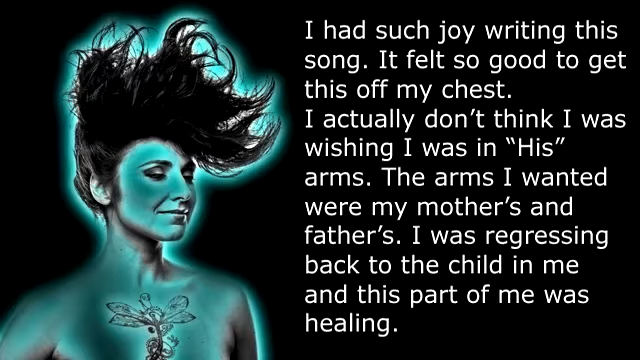 I had such joy writing this
song. It felt so good to get
this off my chest.
I actually don’t think I was
wishing I was in “His”
arms. The arms I wanted
were my mother’s and
father’s. I was regressing
back to the child in me
and this part of me was
healing.